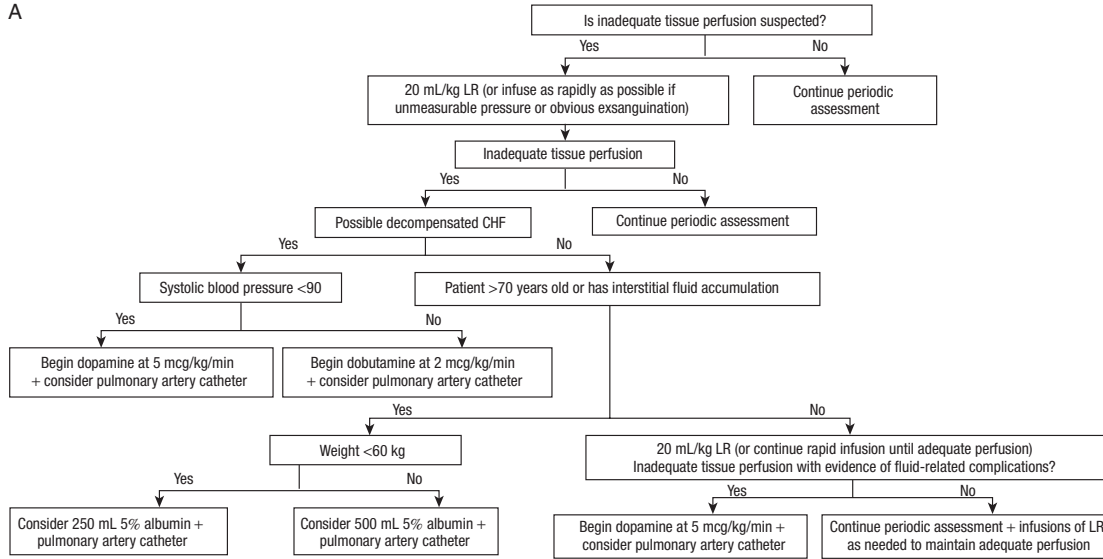 A
Is inadequate tissue perfusion suspected?
Yes
No
20 mL/kg LR (or infuse as rapidly as possible if
unmeasurable pressure or obvious exsanguination)
Continue periodic
assessment
Inadequate tissue perfusion
Yes
No
Possible decompensated CHF
Continue periodic assessment
Yes
No
Systolic blood pressure <90
Patient >70 years old or has interstitial fluid accumulation
Yes
No
Begin dopamine at 5 mcg/kg/min
+ consider pulmonary artery catheter
Begin dobutamine at 2 mcg/kg/min
+ consider pulmonary artery catheter
Yes
No
Weight <60 kg
20 mL/kg LR (or continue rapid infusion until adequate perfusion)
Inadequate tissue perfusion with evidence of fluid-related complications?
Yes
No
Yes
No
Consider 250 mL 5% albumin +
pulmonary artery catheter
Consider 500 mL 5% albumin +
pulmonary artery catheter
Begin dopamine at 5 mcg/kg/min +
consider pulmonary artery catheter
Continue periodic assessment + infusions of LR
as needed to maintain adequate perfusion